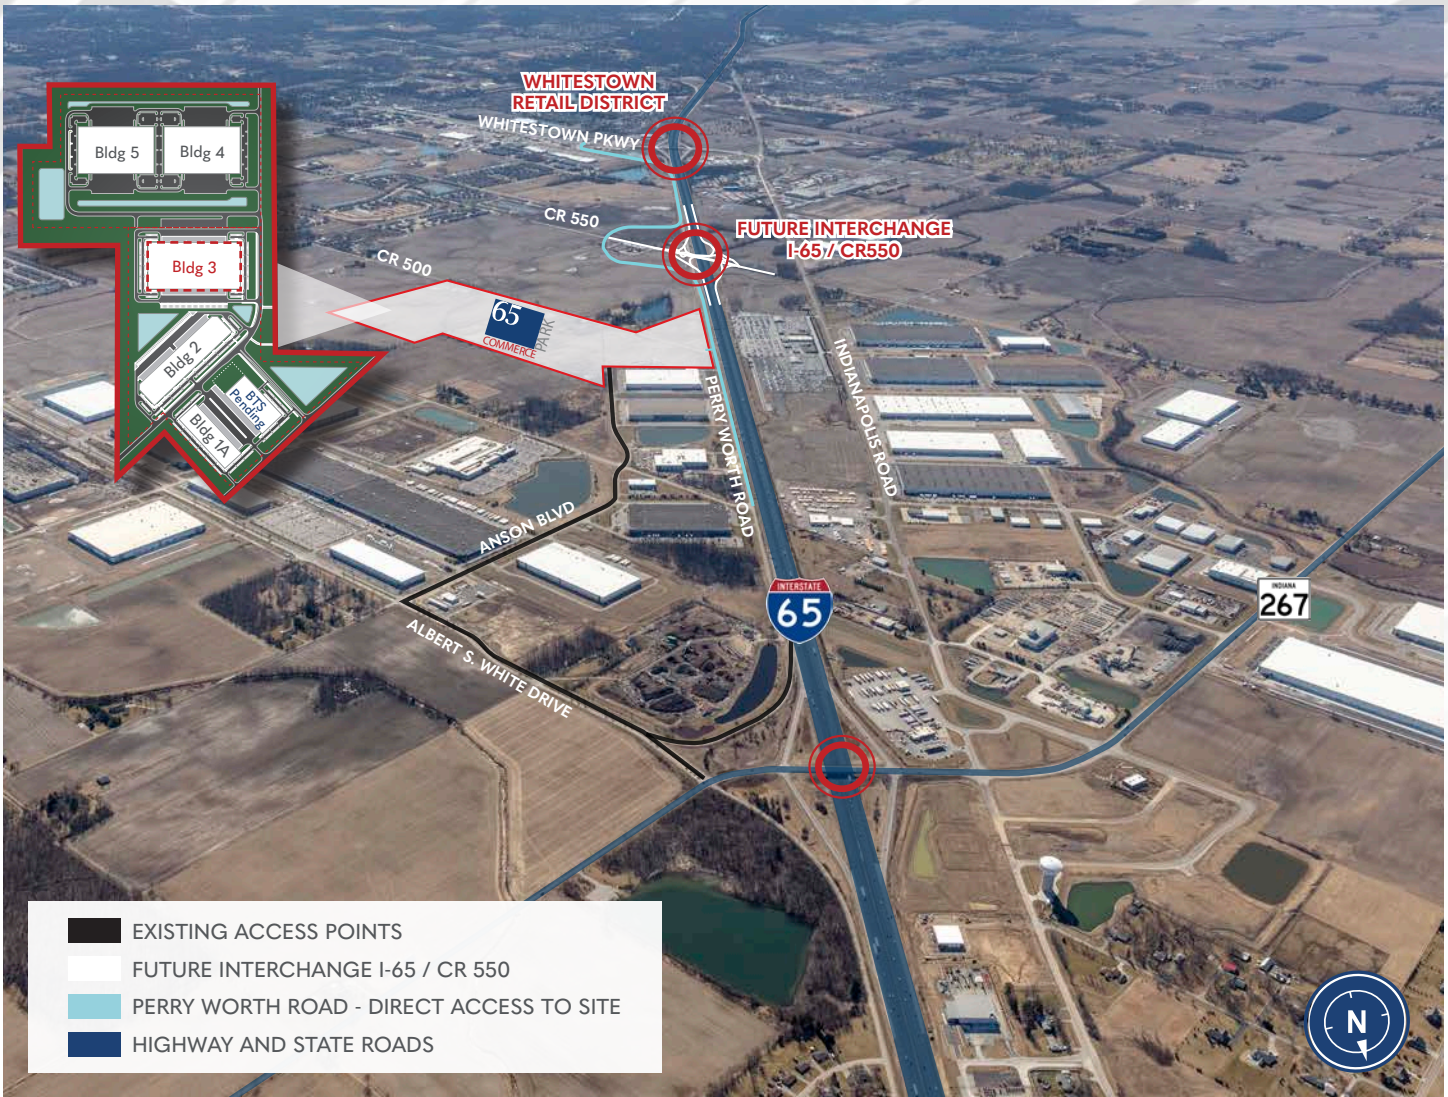 WHITESTOWN
RETAIL DISTRICT
WHITESTOWN PKWY
Bldg 5
Bldg 4
CR 550
FUTURE INTERCHANGE
I-65 / CR550
CR 500
Bldg 3
65
COMMERCE
PARK
Bldg 2
BTS
Pending
Bldg 1A
INDIANAPOLIS ROAD
PERRY WORTH ROAD
ANSON BLVD
INTERSTATE
65
INDIANA
267
ALBERT S. WHITE DRIVE
EXISTING ACCESS POINTS
FUTURE INTERCHANGE I-65 / CR 550
PERRY WORTH ROAD - DIRECT ACCESS TO SITE
HIGHWAY AND STATE ROADS
N